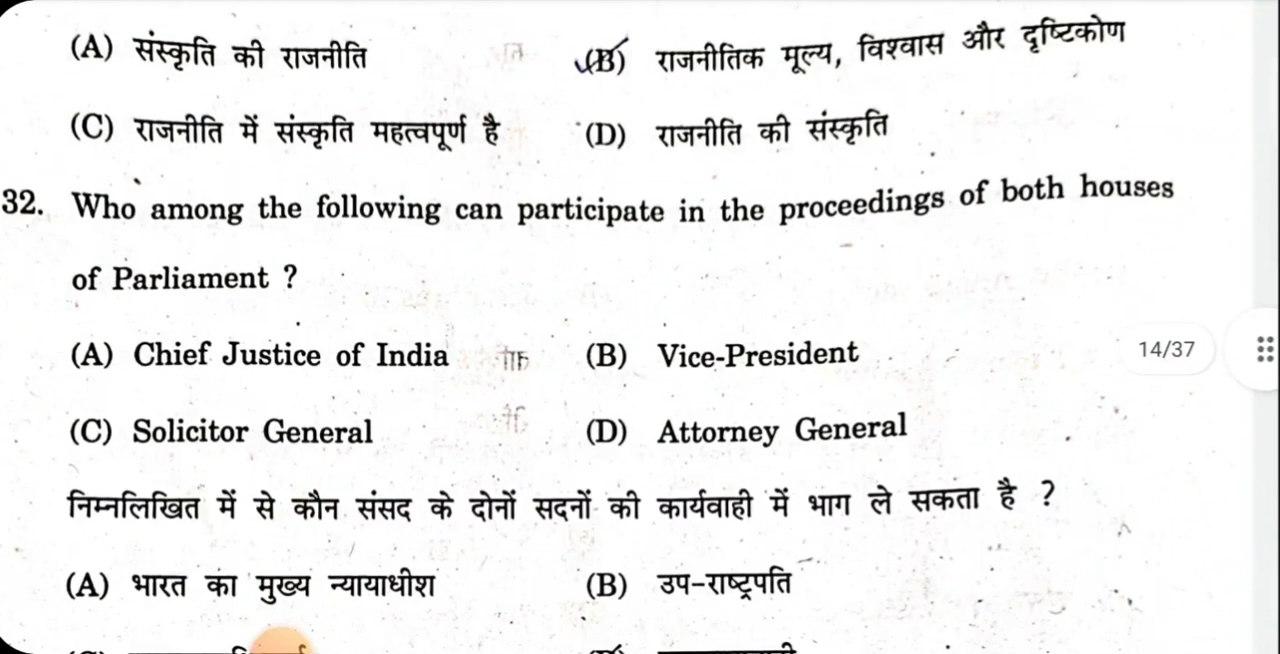 (A) संस्कृति की राजनीति (B) राजनीतिक मूल्य, विश्वास और दृष्टिकोण
(C) राजनीति में संस्कृति महत्वपूर्ण है (D) राजनीति की संस्कृति
32. Who among the following can participate in the proceedings of both houses
of Parliament ?
(A) Chief Justice of India (B) Vice-President
14/37
(C) Solicitor General (D) Attorney General
निम्नलिखित में से कौन संसद के दोनों सदनों की कार्यवाही में भाग ले सकता है ?
(A) भारत का मुख्य न्यायाधीश (B) उप-राष्ट्रपति